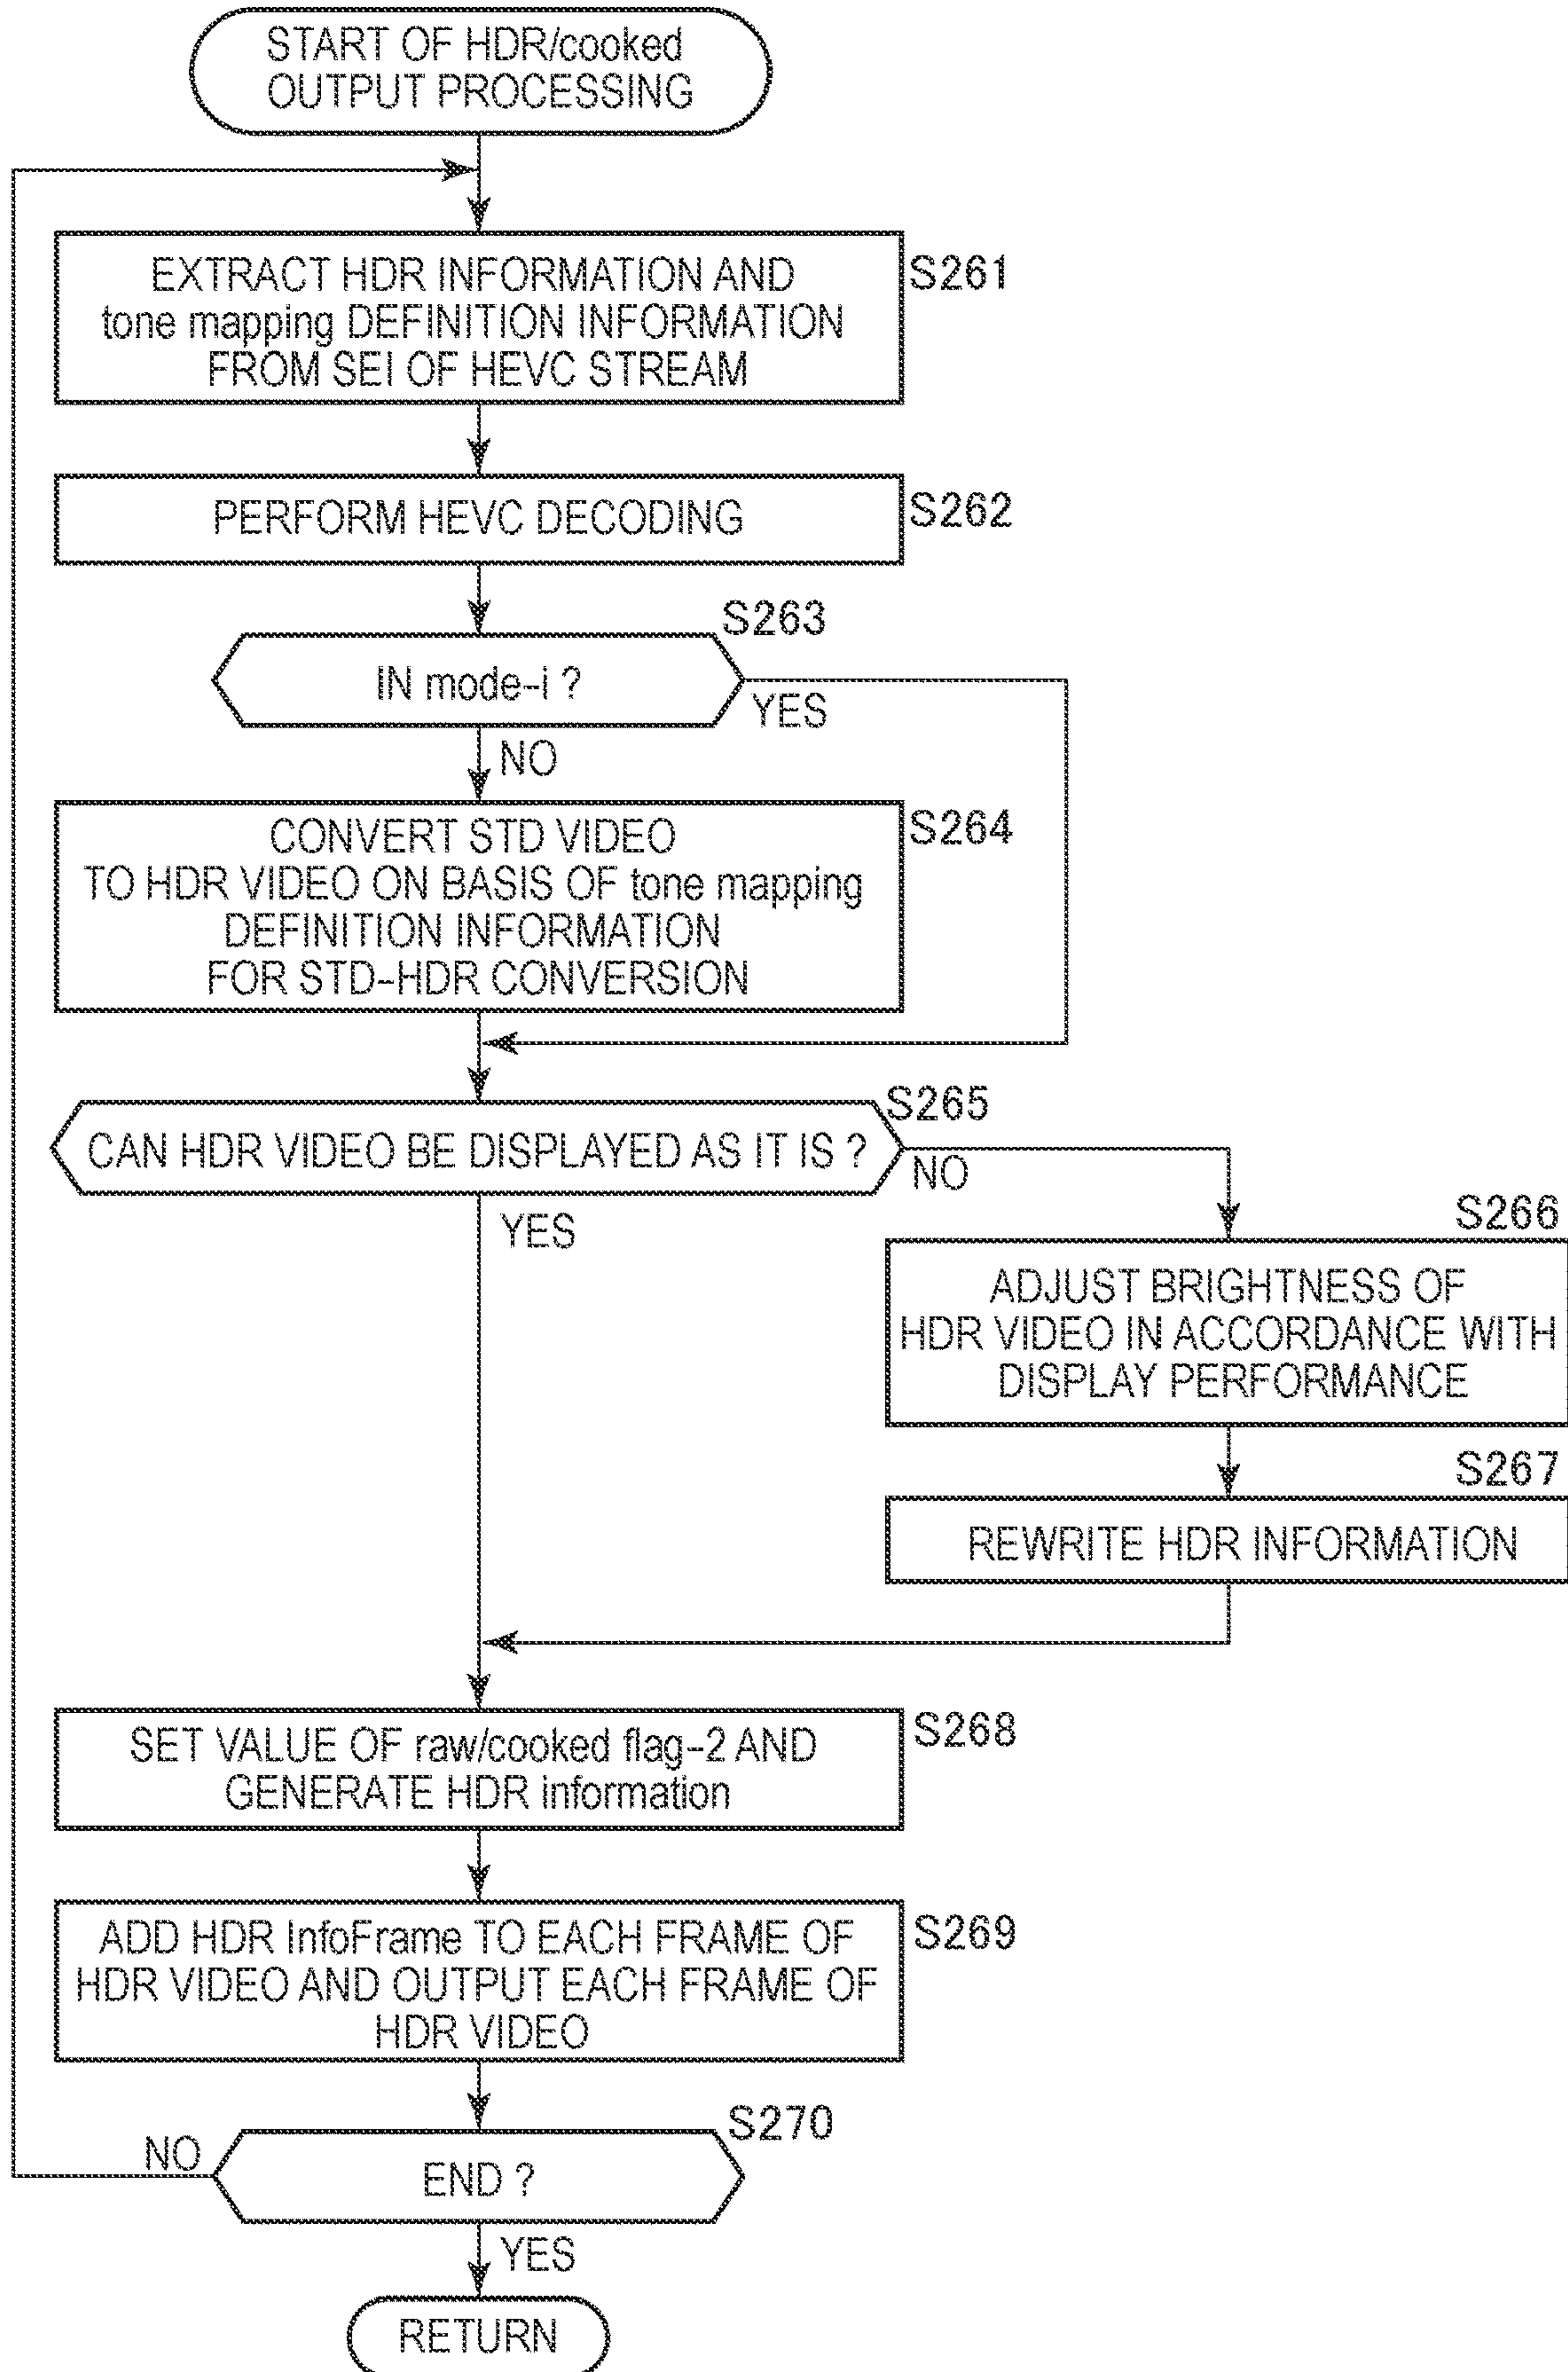 START OF HDR/cooked
OUTPUT PROCESSING
EXTRACT HDR INFORMATION AND
tone mapping DEFINITION INFORMATION
FROM SEI OF HEVC STREAM
S261
PERFORM HEVC DECODING
S262
S263
IN mode-i ?
YES
NO
CONVERT STD VIDEO
TO HDR VIDEO ON BASIS OF tone mapping
DEFINITION INFORMATION
FOR STD-HDR CONVERSION
S264
S265
CAN HDR VIDEO BE DISPLAYED AS IT IS ?
NO
YES
S266
ADJUST BRIGHTNESS OF
HDR VIDEO IN ACCORDANCE WITH
DISPLAY PERFORMANCE
S267
REWRITE HDR INFORMATION
SET VALUE OF raw/cooked flag-2 AND
GENERATE HDR information
S268
ADD HDR InfoFrame TO EACH FRAME OF
HDR VIDEO AND OUTPUT EACH FRAME OF
HDR VIDEO
S269
S270
NO
END ?
YES
RETURN